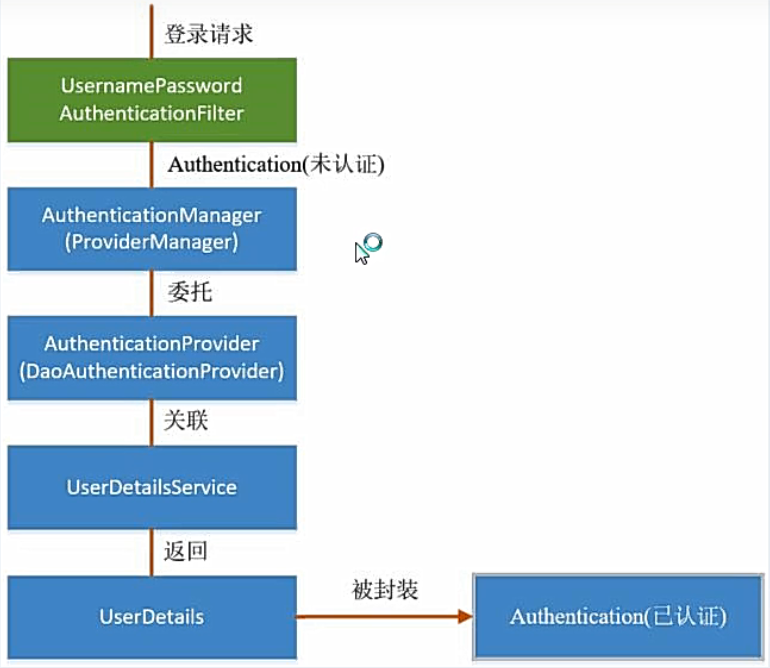 登录请求
UsernamePassword
AuthenticationFilter
Authentication(未认证)
AuthenticationManager
(ProviderManager)
委托
AuthenticationProvider
(DaoAuthenticationProvider)
关联
UserDetailsService
返回
UserDetails
被封装
Authentication(已认证)